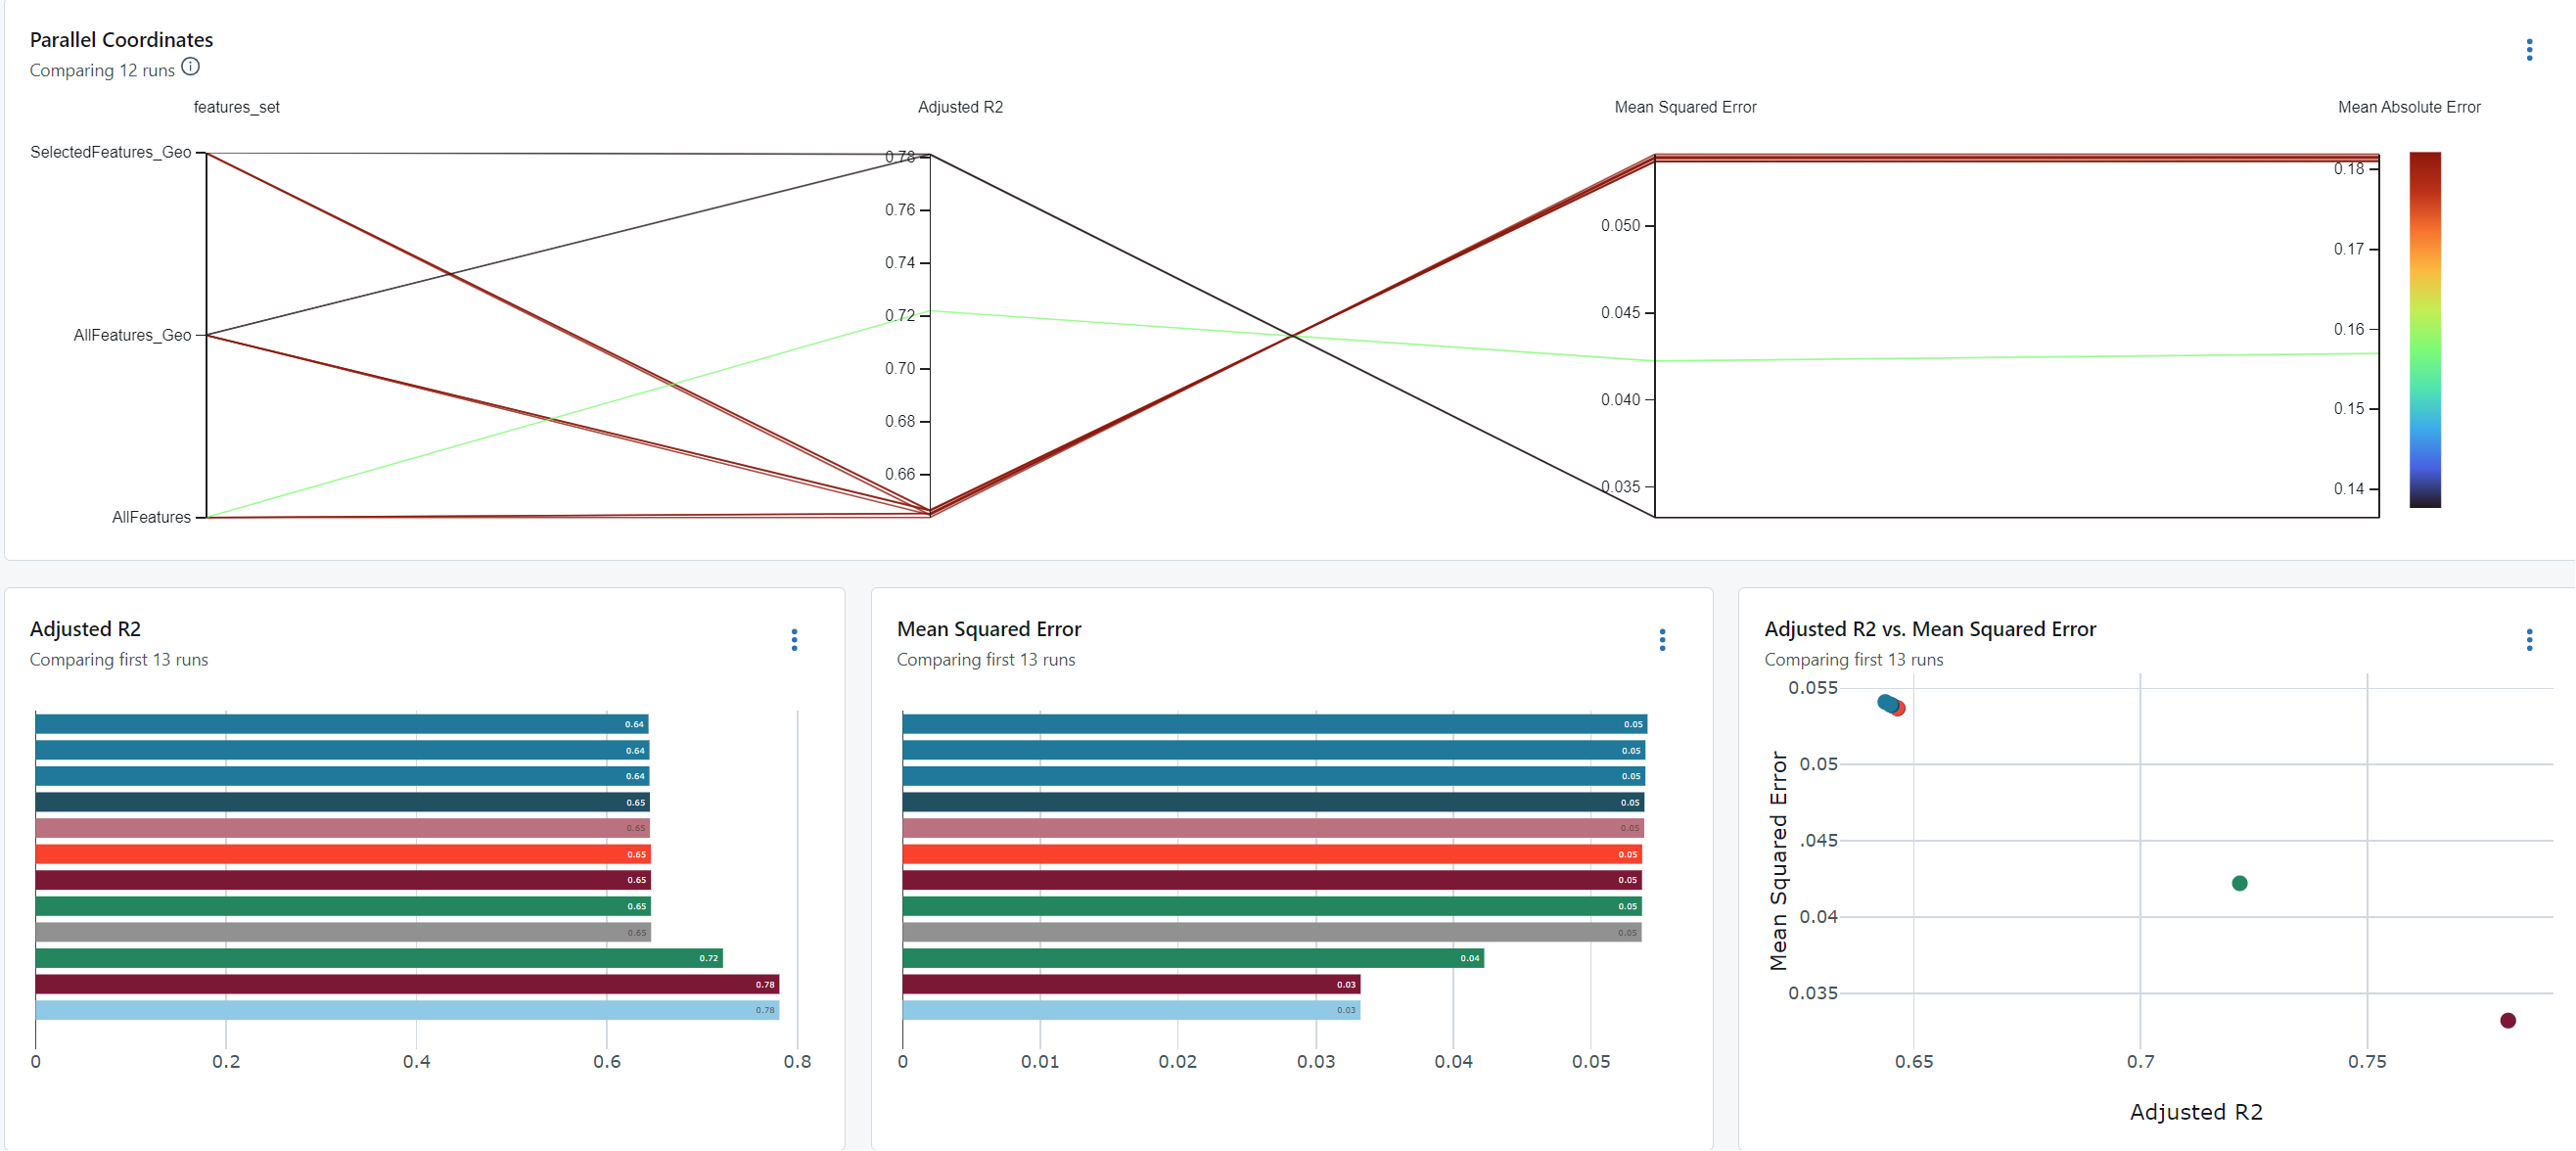 Parallel Coordinates
Comparing 12 runs
features_set
Adjusted R2
Mean Squared Error
Mean Absolute Error
SelectedFeatures_Geo
AllFeatures_Geo
AllFeatures
0.78
0.76
0.74
0.72
0.70
0.68
0.66
0.050
0.045
0.040
0.035
0.18
0.17
0.16
0.15
0.14
Adjusted R2
Comparing first 13 runs
0.64
0.64
0.64
0.65
0.65
0.65
0.65
0.65
0.65
0.72
0.78
0.78
0 0.2 0.4 0.6 0.8
Mean Squared Error
Comparing first 13 runs
0.05
0.05
0.05
0.05
0.05
0.05
0.05
0.05
0.05
0.04
0.03
0.03
0 0.01 0.02 0.03 0.04 0.05
Adjusted R2 vs. Mean Squared Error
Comparing first 13 runs
Mean Squared Error
0.055
0.05
.045
0.04
0.035
0.65 0.7 0.75
Adjusted R2